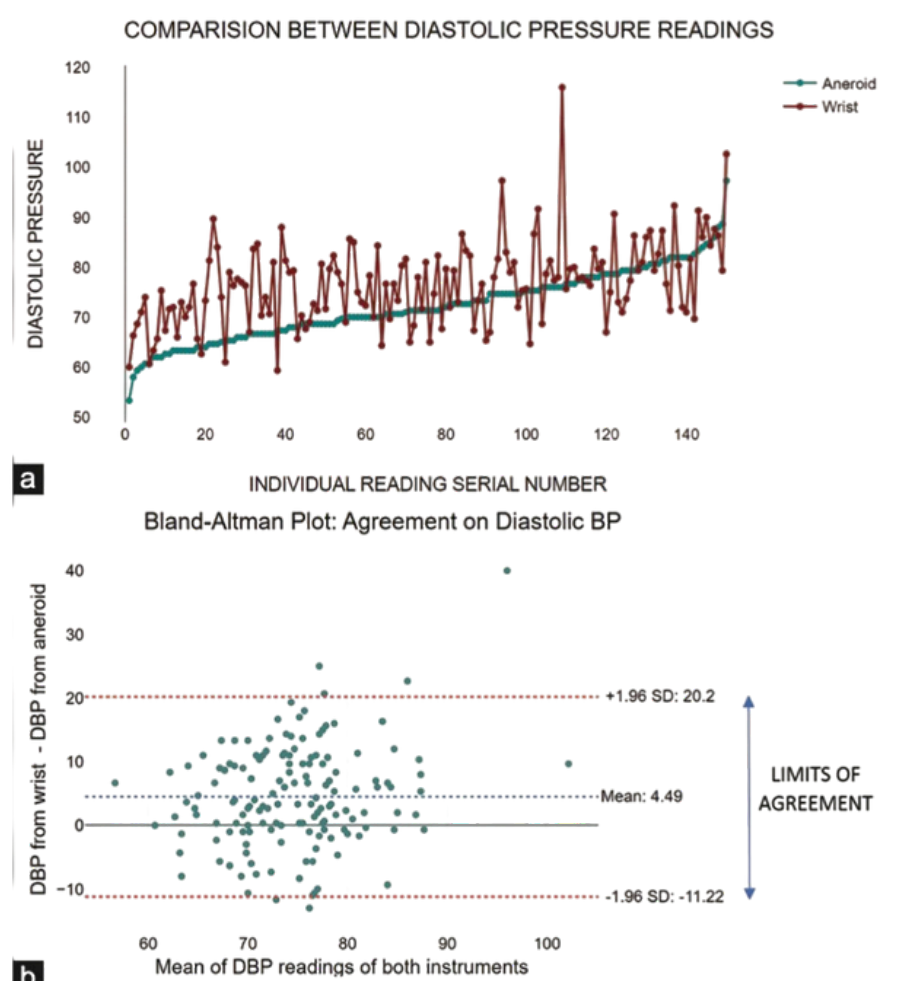 COMPARISION BETWEEN DIASTOLIC PRESSURE READINGS
120
110
100
90
80
70
60
50
DIASTOLIC PRESSURE
Aneroid
Wrist
0 20 40 60 80 100 120 140
a
INDIVIDUAL READING SERIAL NUMBER
Bland-Altman Plot: Agreement on Diastolic BP
DBP from wrist - DBP from aneroid
40
30
20
10
0
−10
+1.96 SD: 20.2
Mean: 4.49
-1.96 SD: -11.22
LIMITS OF
AGREEMENT
60 70 80 90 100
Mean of DBP readings of both instruments
b